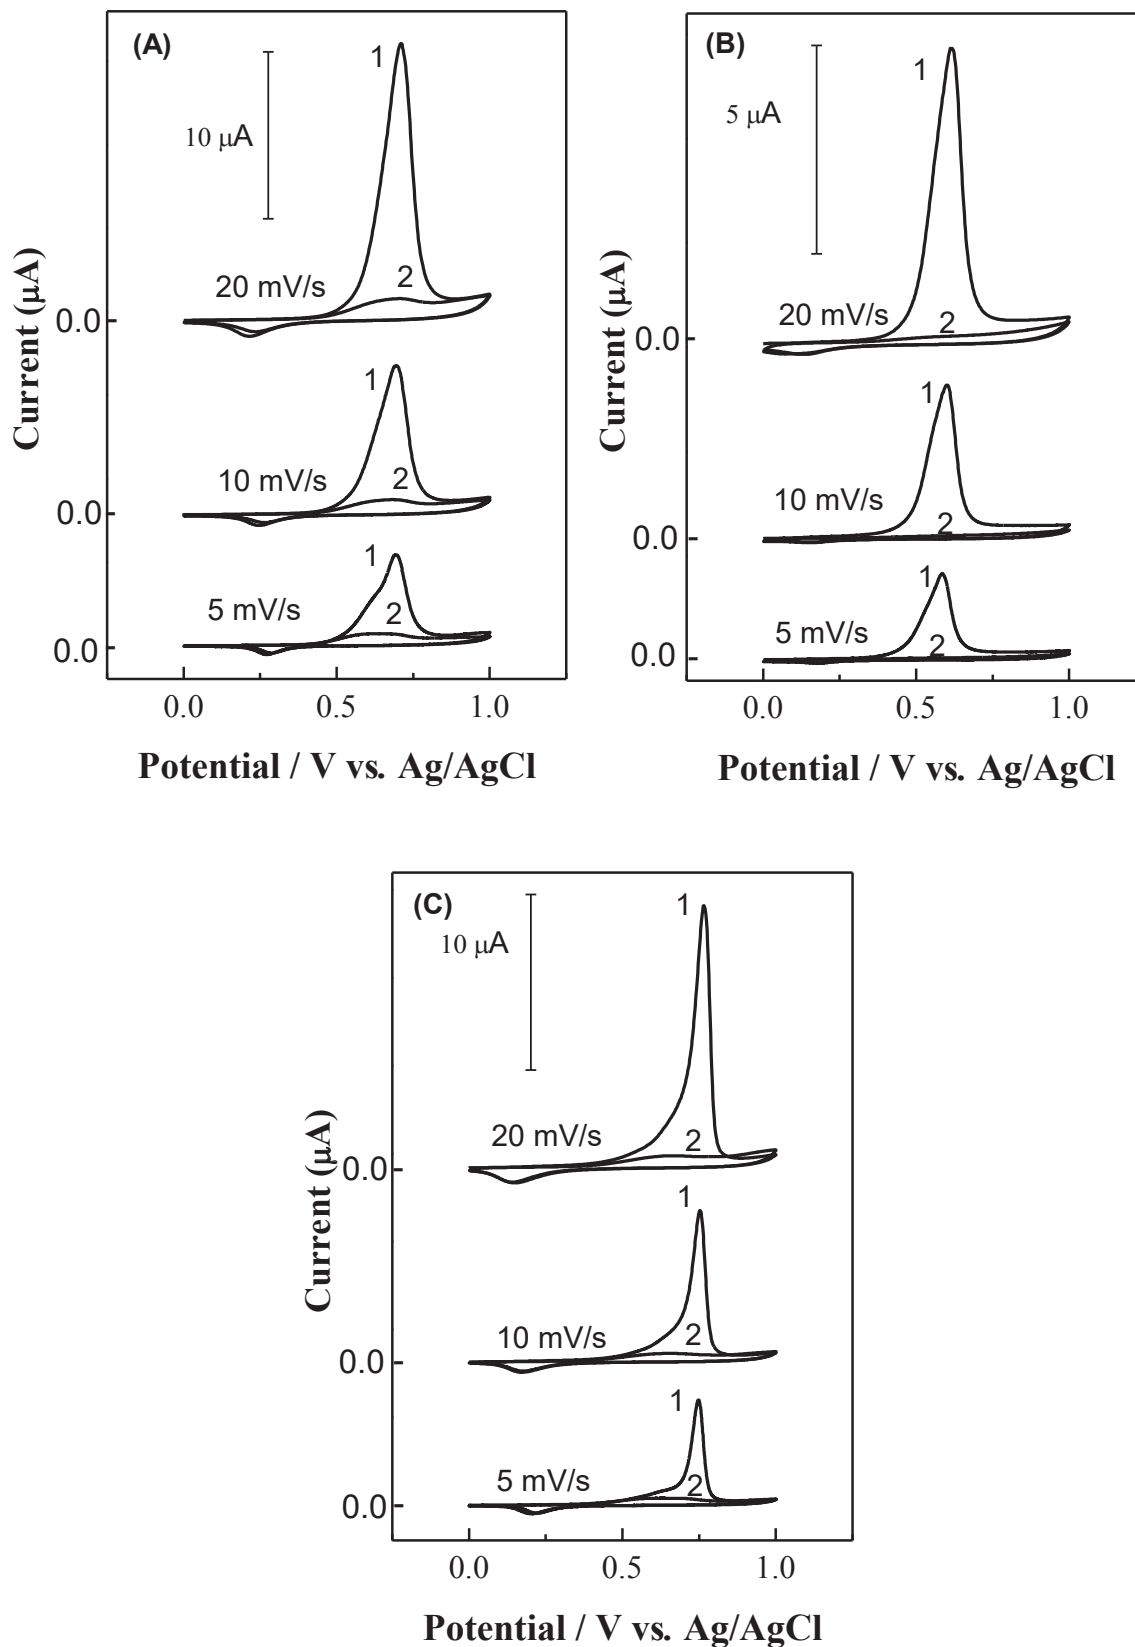 (A)
1
10 μA
2
20 mV/s
0.0
1
2
10 mV/s
0.0
1
2
5 mV/s
0.0
0.0 0.5 1.0
Current (μA)
Potential / V vs. Ag/AgCl
(B)
1
5 μA
20 mV/s
2
0.0
1
10 mV/s
2
0.0
1
5 mV/s
2
0.0
0.0 0.5 1.0
Current (μA)
Potential / V vs. Ag/AgCl
(C)
1
10 μA
20 mV/s
2
0.0
1
10 mV/s
2
0.0
1
5 mV/s
2
0.0
0.0 0.5 1.0
Current (μA)
Potential / V vs. Ag/AgCl